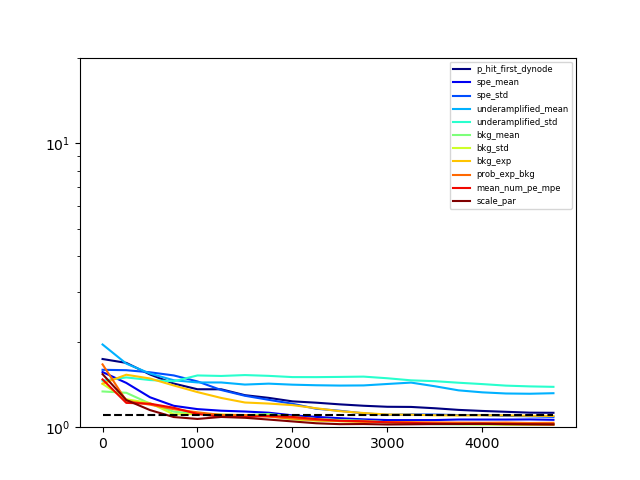 10¹
10⁰
0
1000
2000
3000
4000
p_hit_first_dynode
spe_mean
spe_std
underamplified_mean
underamplified_std
bkg_mean
bkg_std
bkg_exp
prob_exp_bkg
mean_num_pe_mpe
scale_par